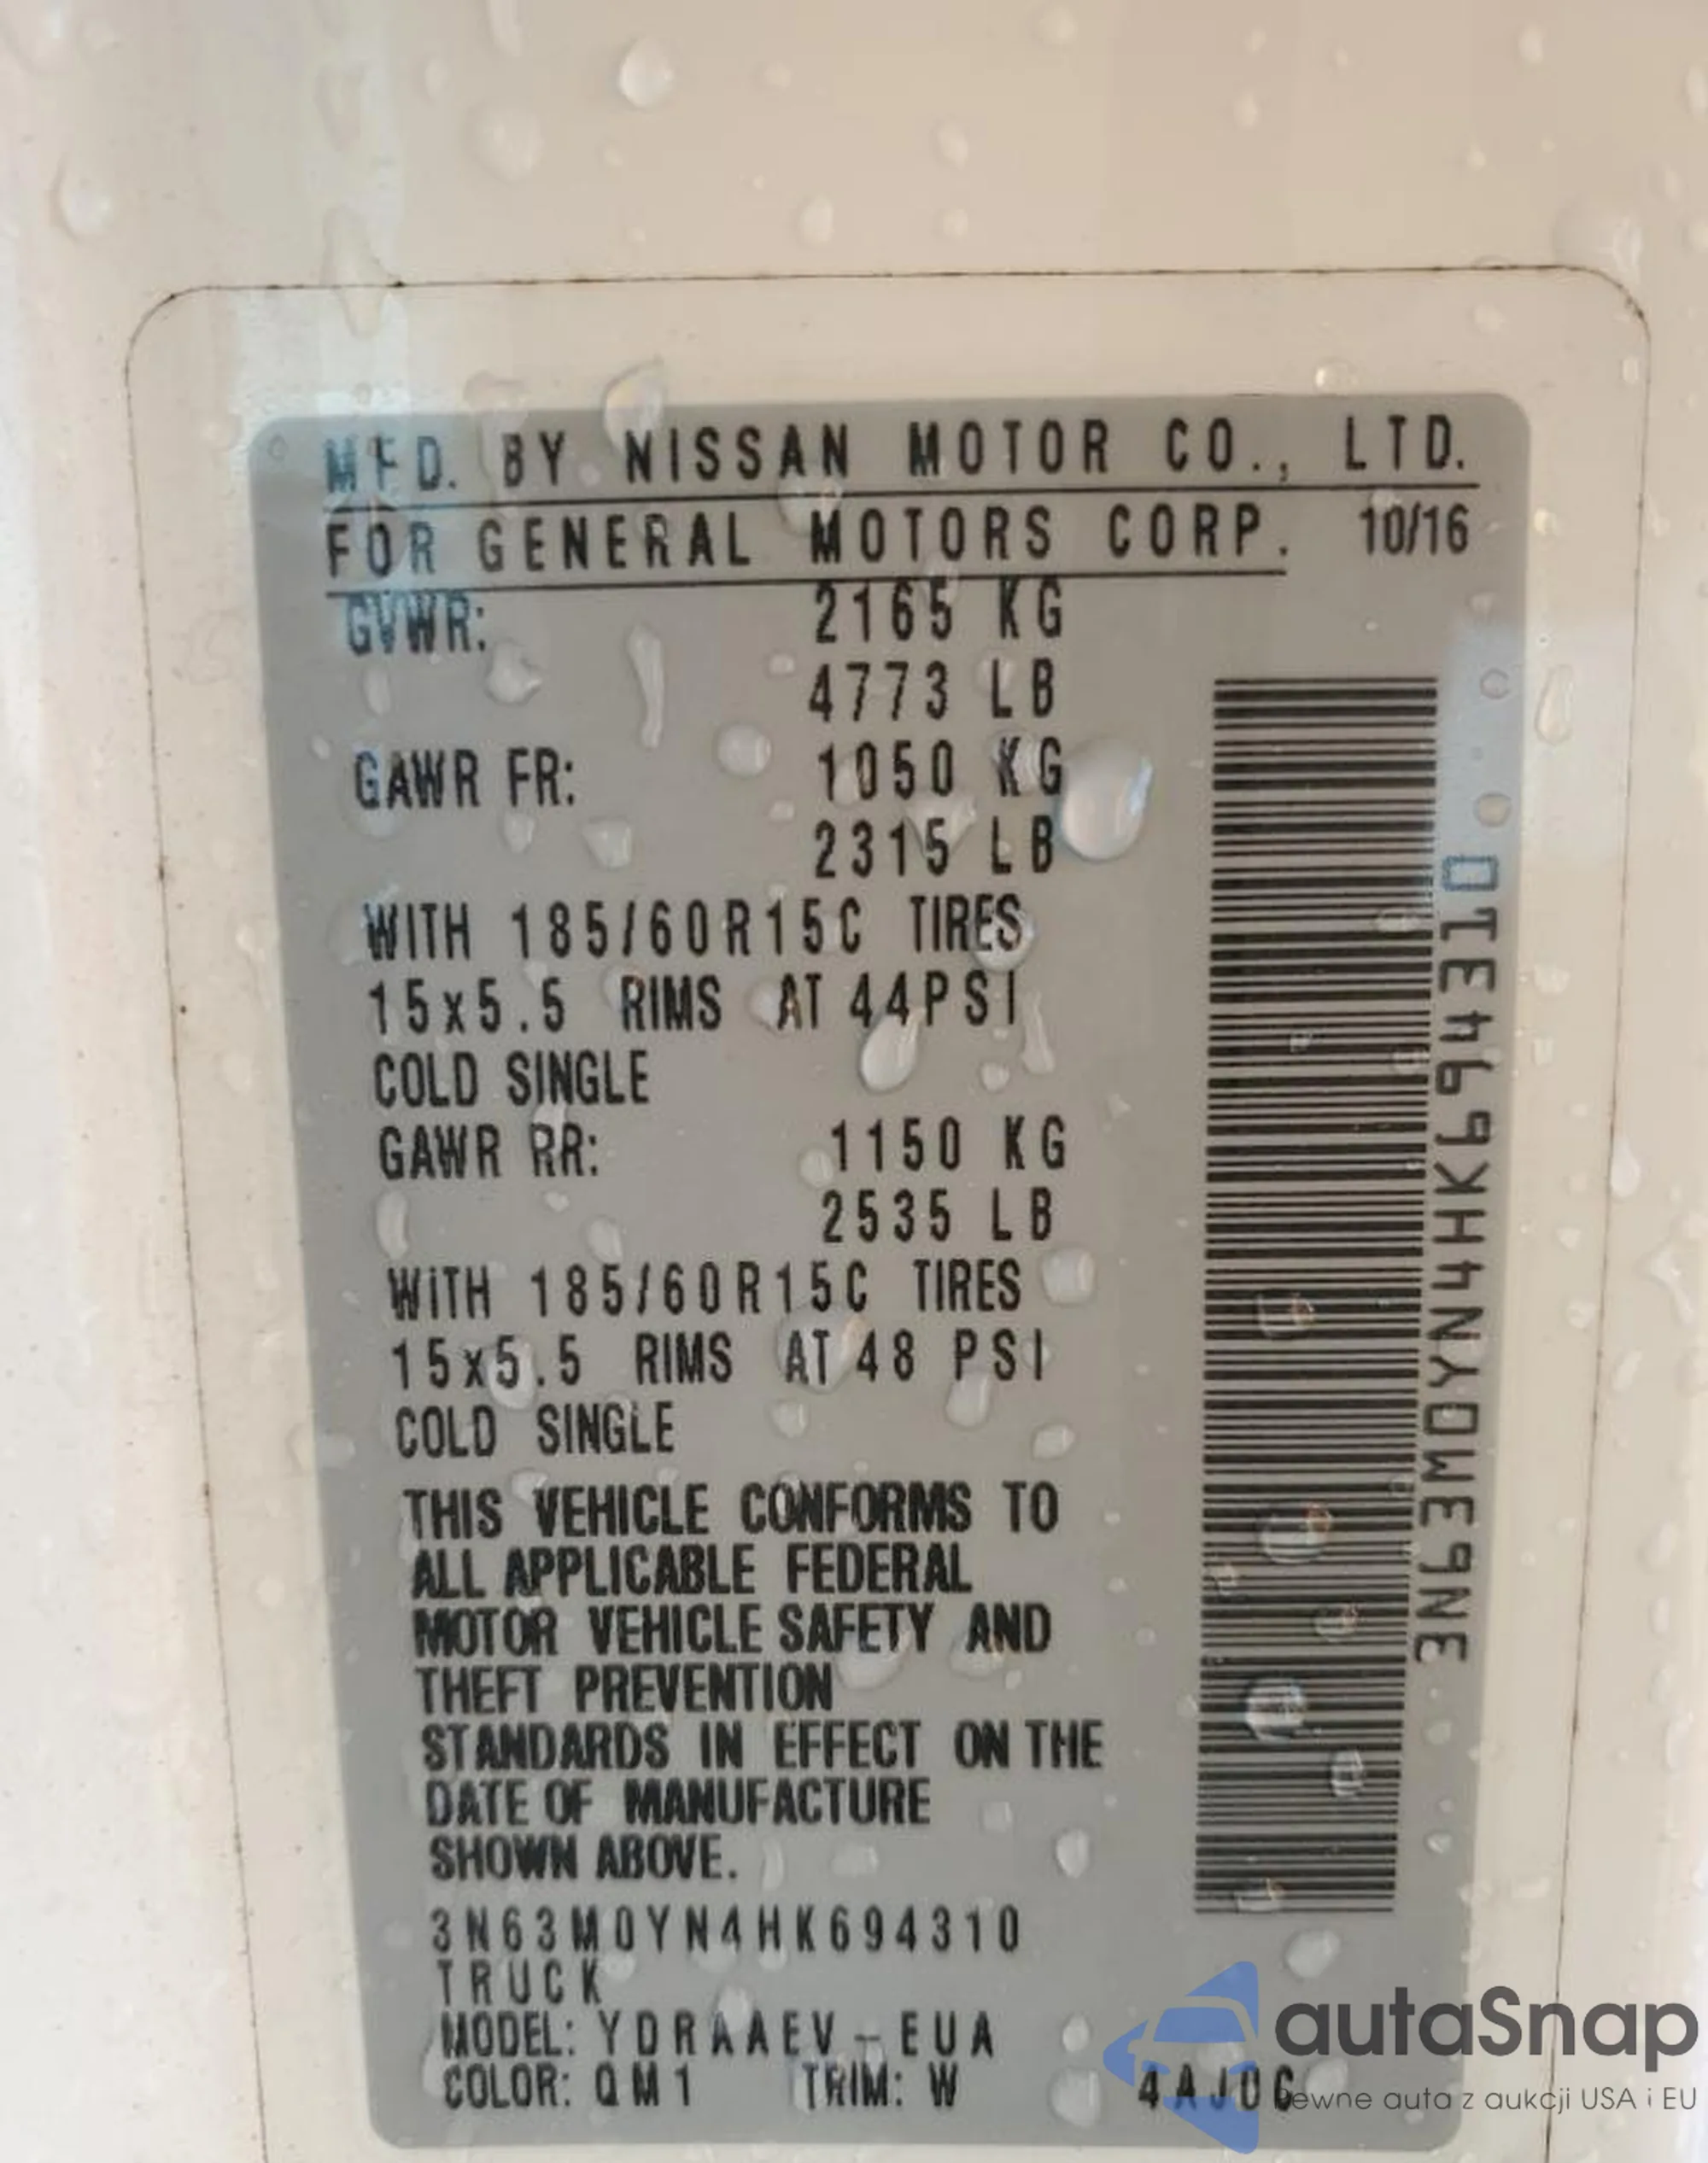 MFD. BY NISSAN MOTOR CO., LTD.
FOR GENERAL MOTORS CORP. 10/16
GVWR: 2165 KG
4773 LB
GAWR FR: 1050 KG
2315 LB
WITH 185/60R15C TIRES
15x5.5 RIMS AT 44PSI
COLD SINGLE
GAWR RR: 1150 KG
2535 LB
WITH 185/60R15C TIRES
15x5.5 RIMS AT 48 PSI
COLD SINGLE
THIS VEHICLE CONFORMS TO
ALL APPLICABLE FEDERAL
MOTOR VEHICLE SAFETY AND
THEFT PREVENTION
STANDARDS IN EFFECT ON THE
DATE OF MANUFACTURE
SHOWN ABOVE.
3N63M0YN4HK694310
TRUCK
MODEL: YDRAAEV-EUA
COLOR: QM1 TRIM: W 4AJ0C
3N63M0YN4HK694310
autaSnap
Pewne auta z aukcji USA i EU